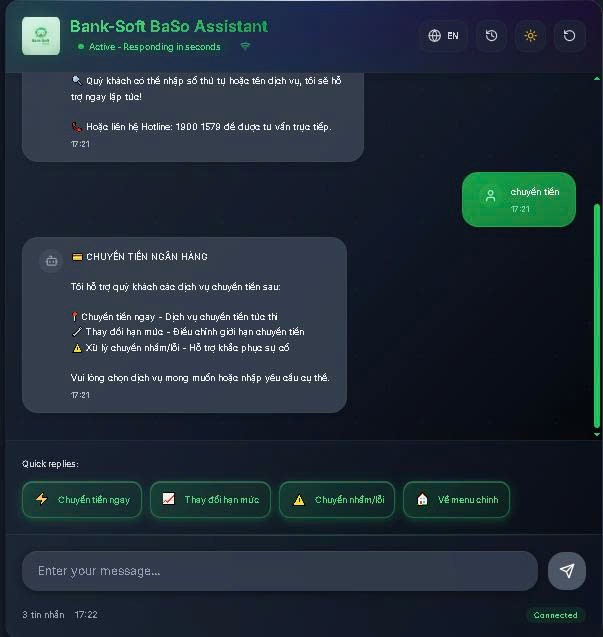 Bank-Soft BaSo Assistant
Active - Responding in seconds
EN
🔍 Quý khách có thể nhập số thứ tự hoặc tên dịch vụ, tôi sẽ hỗ
trợ ngay lập tức!
📞 Hoặc liên hệ Hotline: 1900 1579 để được tư vấn trực tiếp.
17:21
chuyển tiền
17:21
💳 CHUYỂN TIỀN NGÂN HÀNG
Tôi hỗ trợ quý khách các dịch vụ chuyển tiền sau:
Chuyển tiền ngay - Dịch vụ chuyển tiền tức thì
Thay đổi hạn mức - Điều chỉnh giới hạn chuyển tiền
⚠️ Xử lý chuyển nhầm/lỗi - Hỗ trợ khắc phục sự cố
Vui lòng chọn dịch vụ mong muốn hoặc nhập yêu cầu cụ thể.
17:21
Quick replies:
⚡ Chuyển tiền ngay
📈 Thay đổi hạn mức
⚠️ Chuyển nhầm/lỗi
🏠 Về menu chính
Enter your message...
3 tin nhắn 17:22
Connected